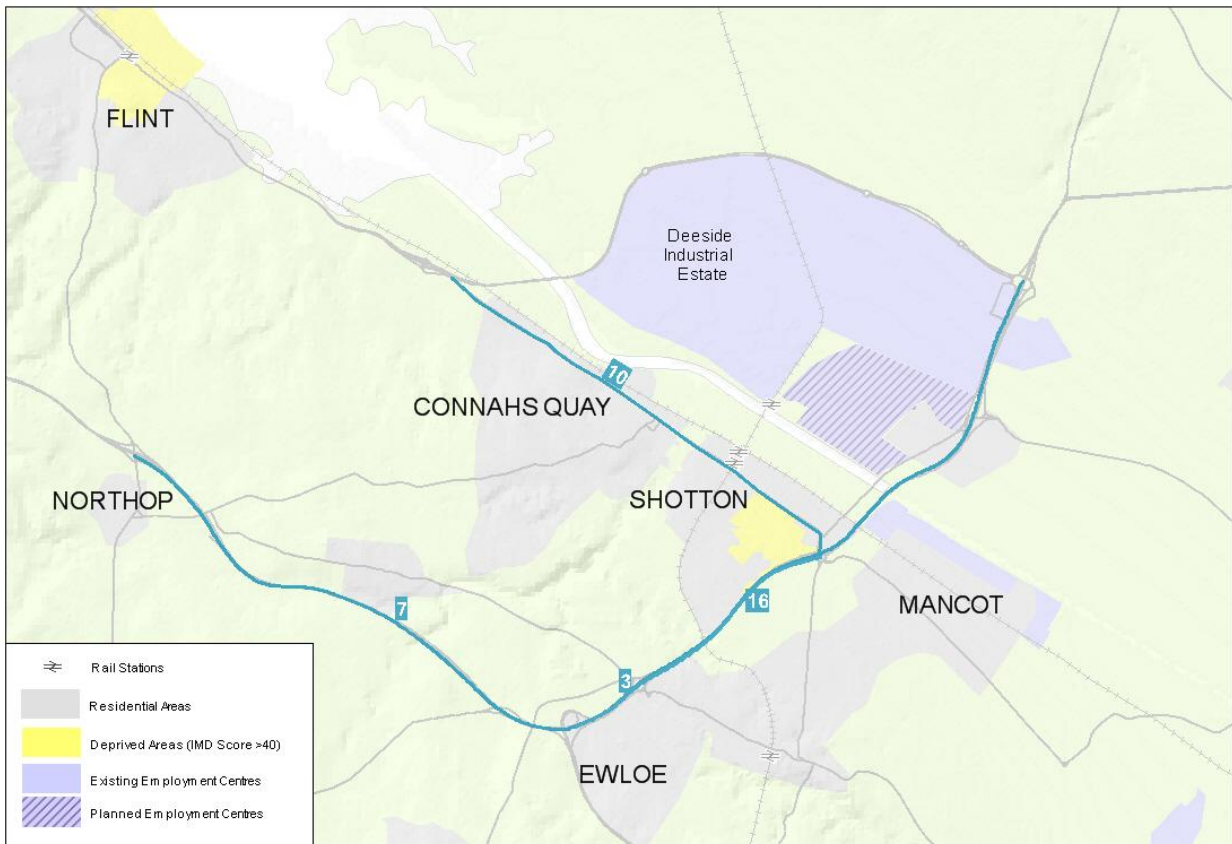 FLINT
Deeside
Industrial
Estate
10
CONNAHS QUAY
NORTHOP
SHOTTON
16
MANCOT
7
3
EWLOE
Rail Stations
Residential Areas
Deprived Areas (IMD Score >40)
Existing Employment Centres
Planned Employment Centres